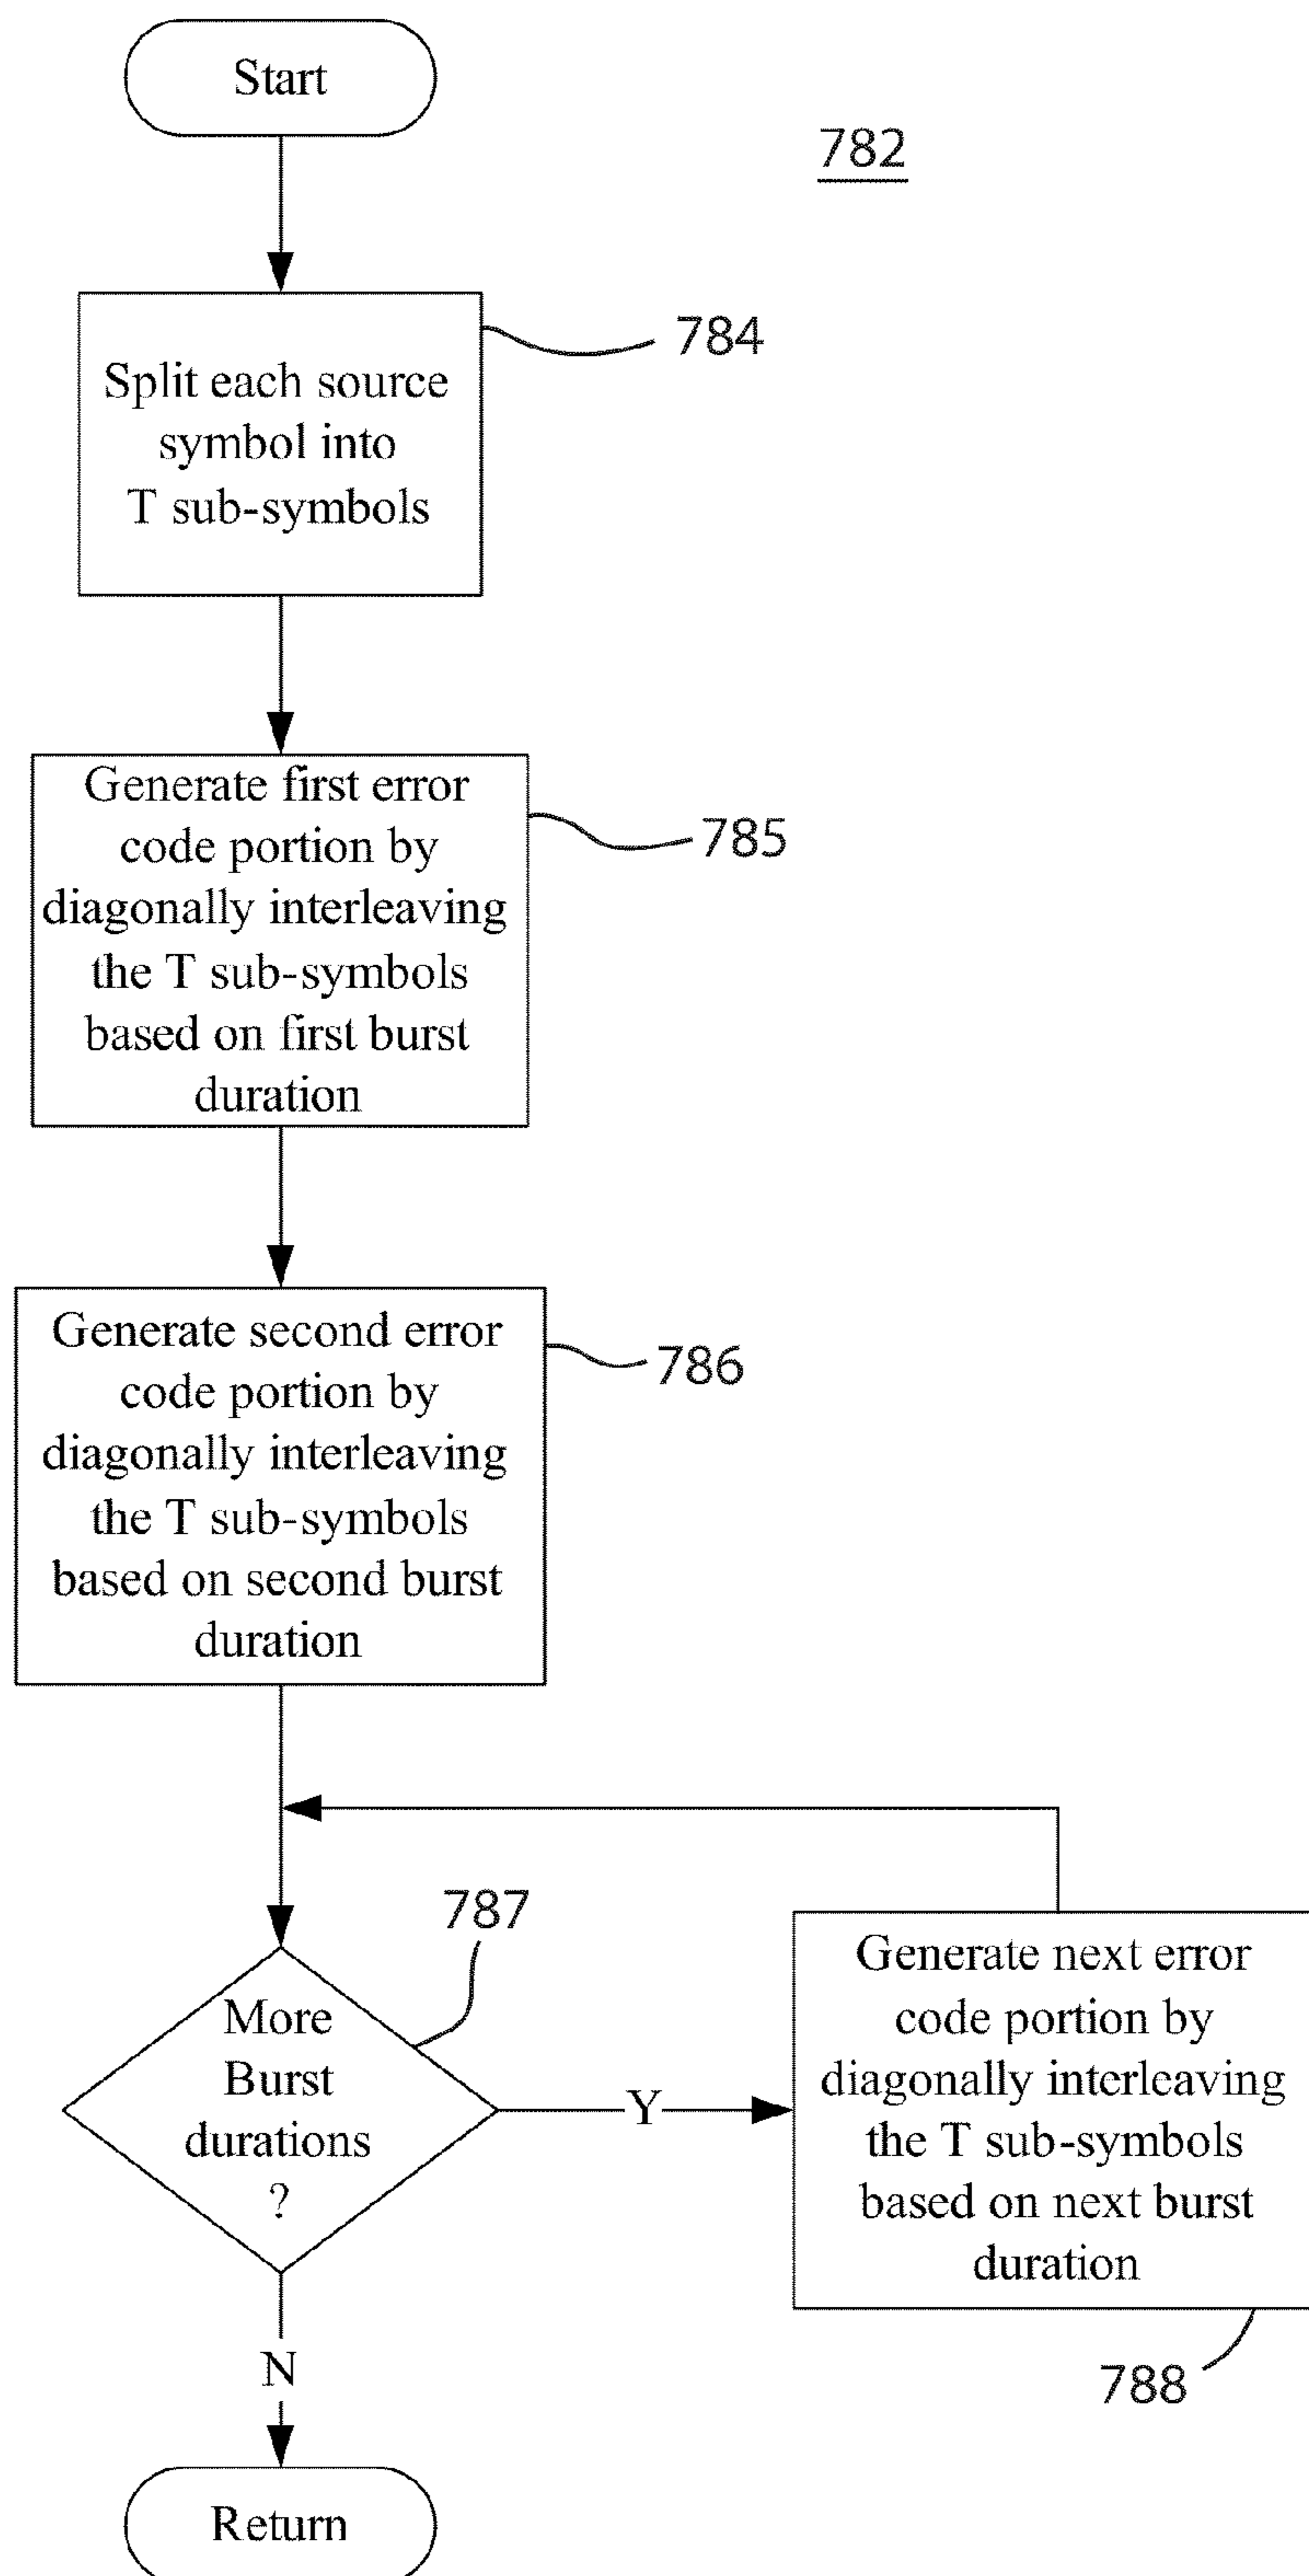 Start
782
Split each source
symbol into
T sub-symbols
784
Generate first error
code portion by
diagonally interleaving
the T sub-symbols
based on first burst
duration
785
Generate second error
code portion by
diagonally interleaving
the T sub-symbols
based on second burst
duration
786
787
More
Burst
durations
?
Y
Generate next error
code portion by
diagonally interleaving
the T sub-symbols
based on next burst
duration
788
N
Return